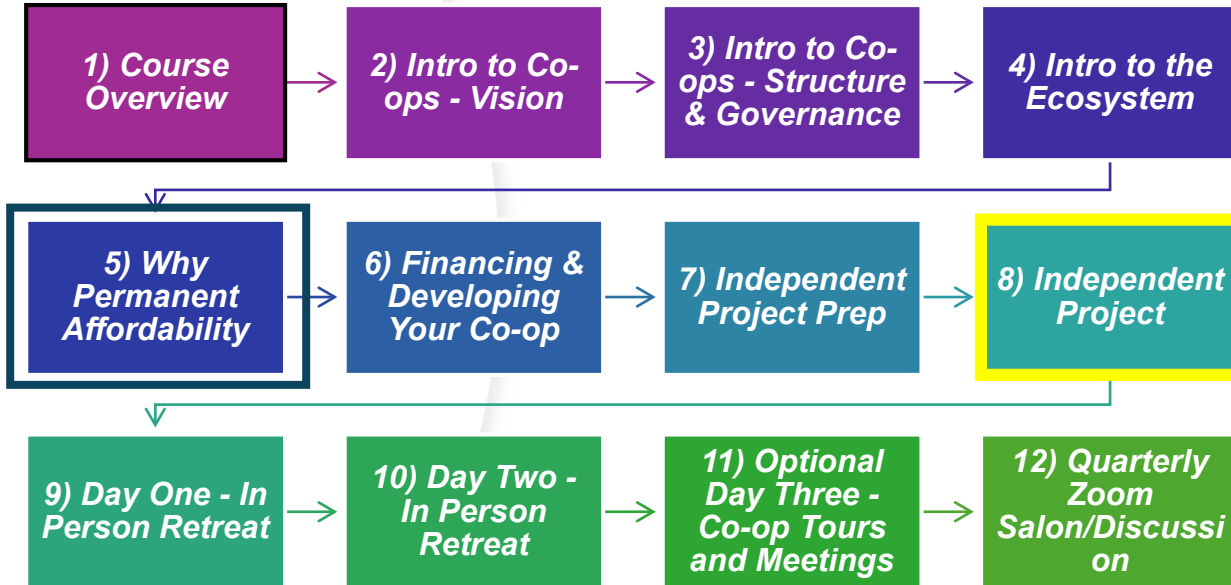 1) Course
Overview
2) Intro to Co-
ops - Vision
3) Intro to Co-
ops - Structure
& Governance
4) Intro to the
Ecosystem
5) Why
Permanent
Affordability
6) Financing &
Developing
Your Co-op
7) Independent
Project Prep
8) Independent
Project
9) Day One - In
Person Retreat
10) Day Two -
In Person
Retreat
11) Optional
Day Three -
Co-op Tours
and Meetings
12) Quarterly
Zoom
Salon/Discussi
on